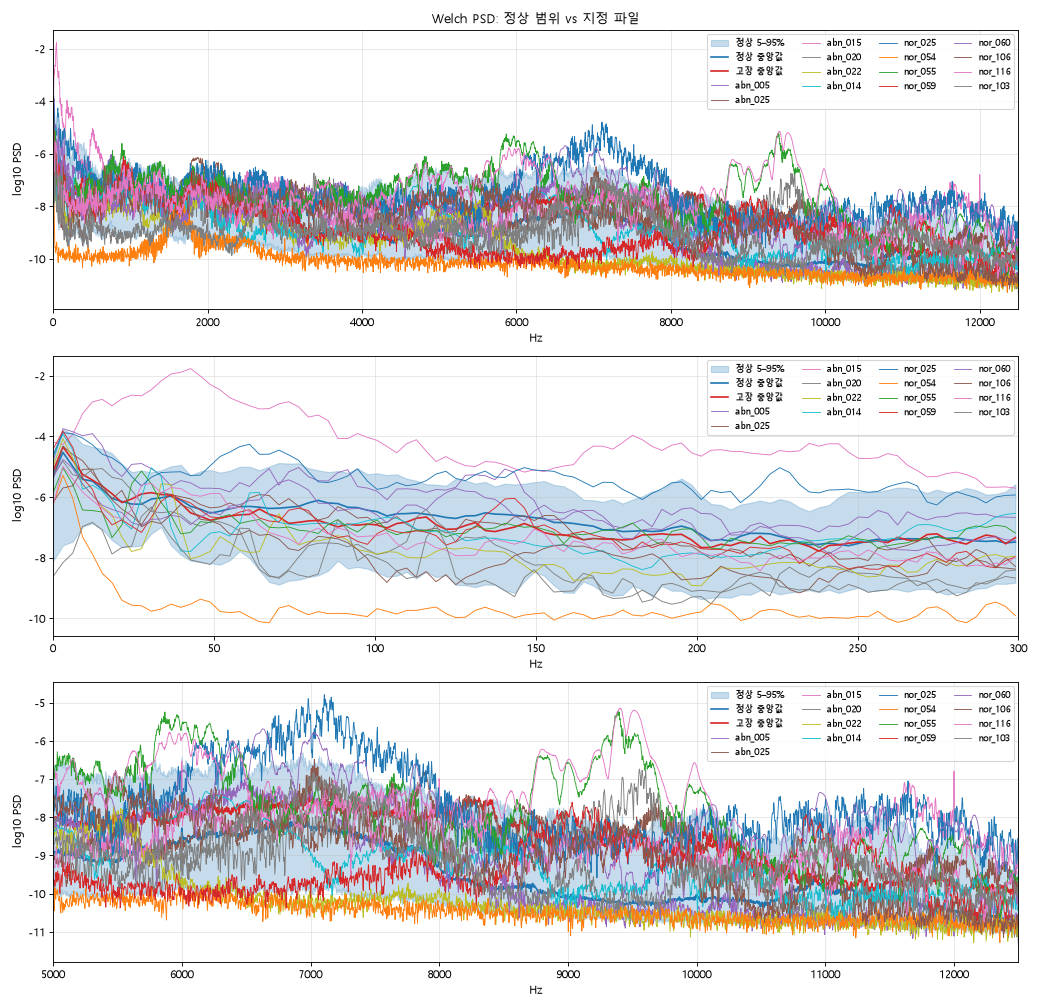 Welch PSD: 정상 범위 vs 지정 파일
정상 5–95% abn_015 nor_025 nor_060
정상 중앙값 abn_020 nor_054 nor_106
고장 중앙값 abn_022 nor_055 nor_116
abn_005 abn_014 nor_059 nor_103
abn_025
log10 PSD
-2
-4
-6
-8
-10
0 2000 4000 6000 8000 10000 12000
Hz
정상 5–95% abn_015 nor_025 nor_060
정상 중앙값 abn_020 nor_054 nor_106
고장 중앙값 abn_022 nor_055 nor_116
abn_005 abn_014 nor_059 nor_103
abn_025
log10 PSD
-2
-4
-6
-8
-10
0 50 100 150 200 250 300
Hz
정상 5–95% abn_015 nor_025 nor_060
정상 중앙값 abn_020 nor_054 nor_106
고장 중앙값 abn_022 nor_055 nor_116
abn_005 abn_014 nor_059 nor_103
abn_025
log10 PSD
-5
-6
-7
-8
-9
-10
-11
5000 6000 7000 8000 9000 10000 11000 12000
Hz